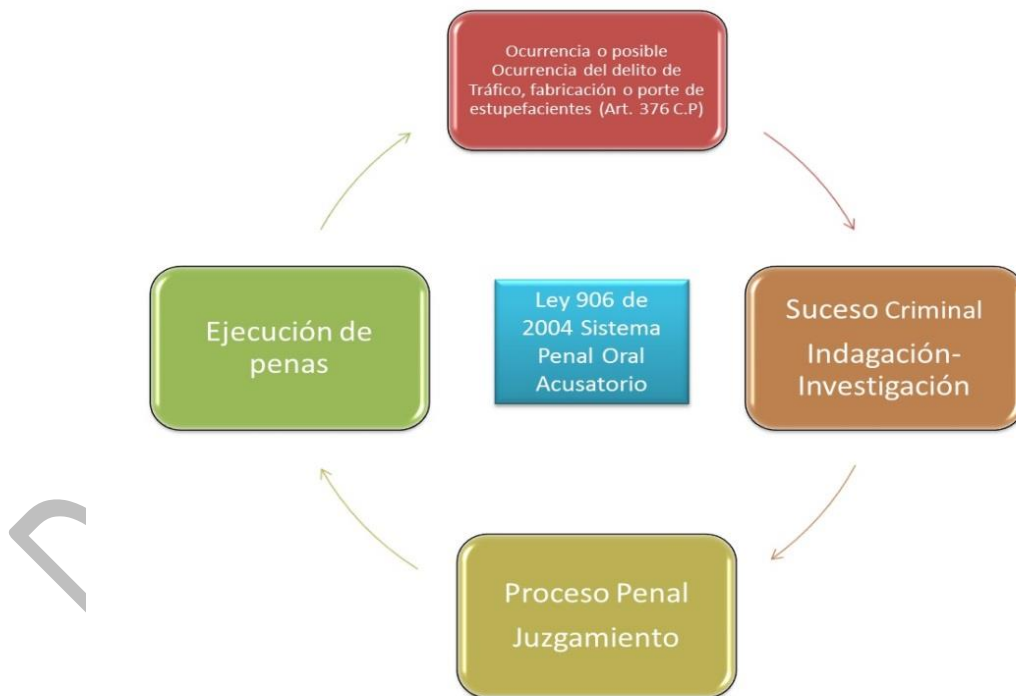 Ocurrencia o posible
Ocurrencia del delito de
Tráfico, fabricación o porte de
estupefacientes (Art. 376 C.P)
Suceso Criminal
Indagación-
Investigación
Proceso Penal
Juzgamiento
Ejecución de
penas
Ley 906 de
2004 Sistema
Penal Oral
Acusatorio